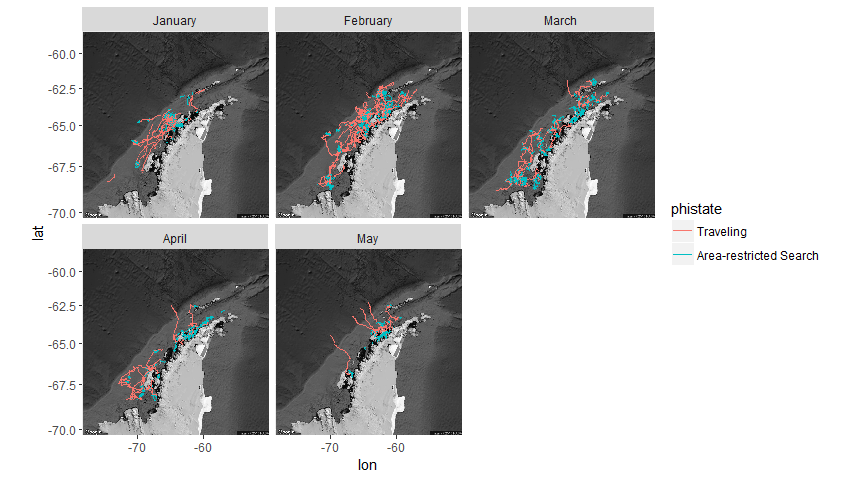 January
February
March
-60.0
-62.5
-65.0
-67.5
-70.0
lat
phistate
Traveling
Area-restricted Search
April
May
-60.0
-62.5
-65.0
-67.5
-70.0
-70
-60
-70
-60
lon